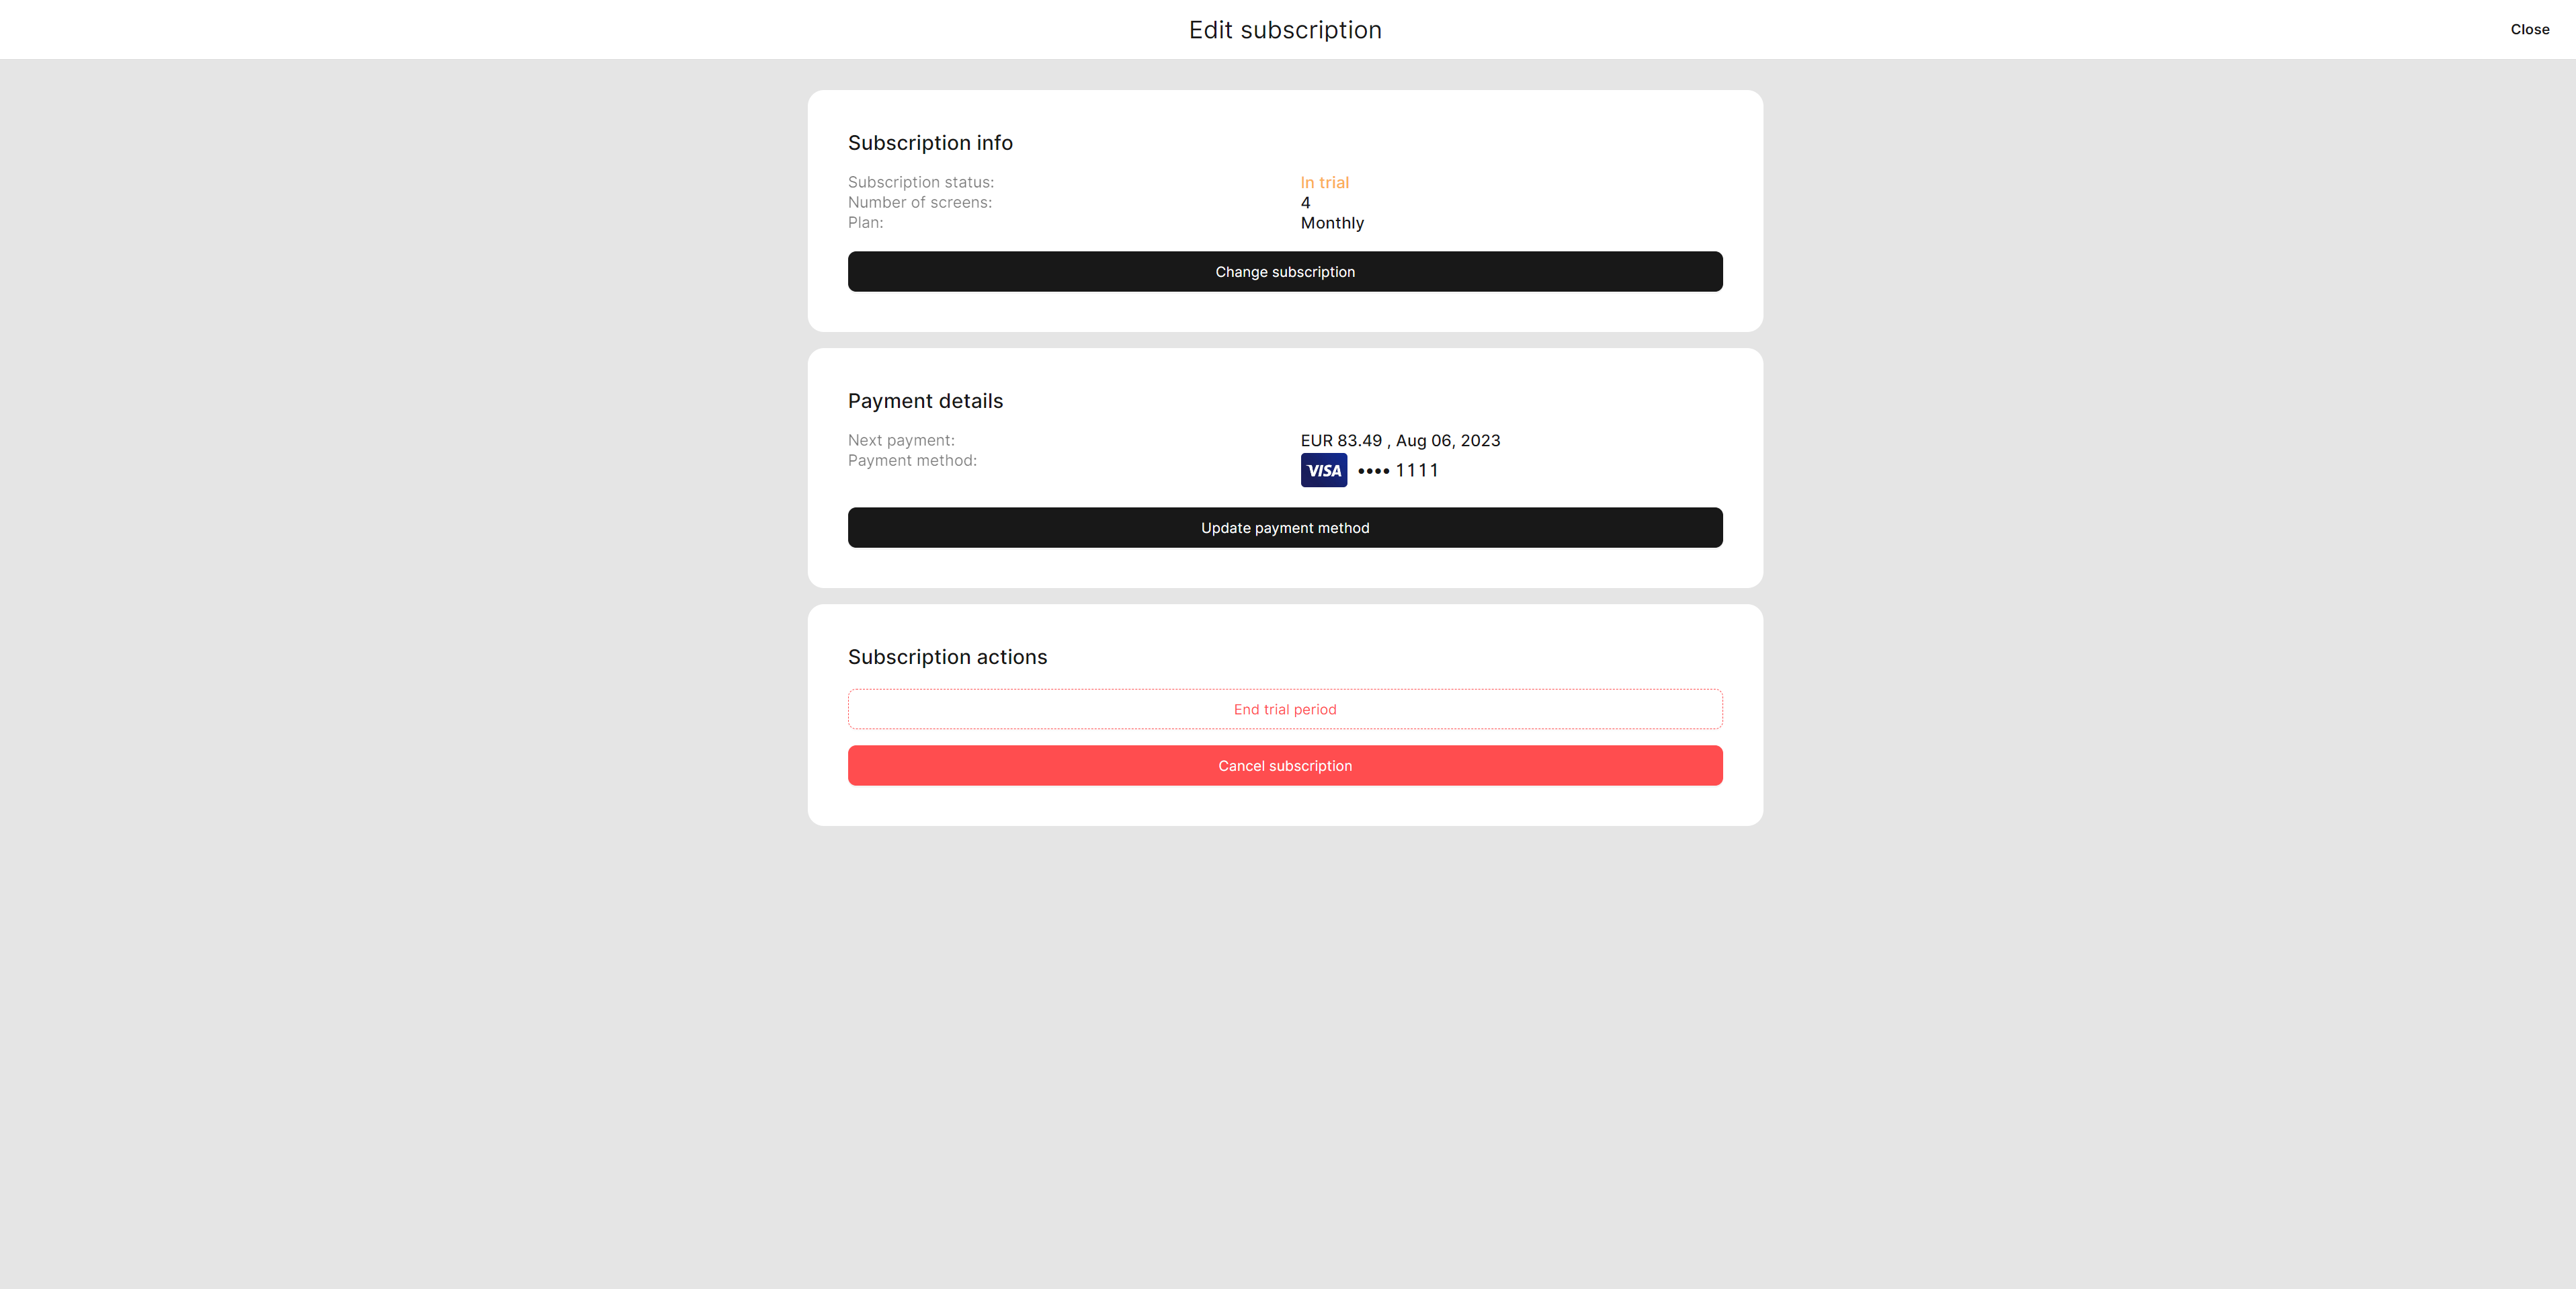 Edit subscription
Close
Subscription info
Subscription status: In trial
Number of screens: 4
Plan: Monthly
Change subscription
Payment details
Next payment: EUR 83.49 , Aug 06, 2023
Payment method: VISA •••• 1111
Update payment method
Subscription actions
End trial period
Cancel subscription